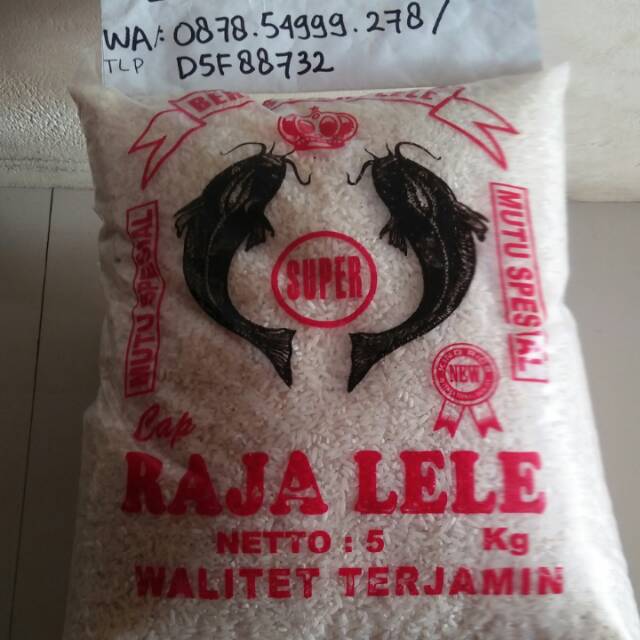 WA/: 0878.54999.278/
TLP D5F88732
MUTU SPESIAL
SUPER
MUTU SPESIAL
NEW
Cap
RAJA LELE
NETTO : 5 Kg
WALITET TERJAMIN